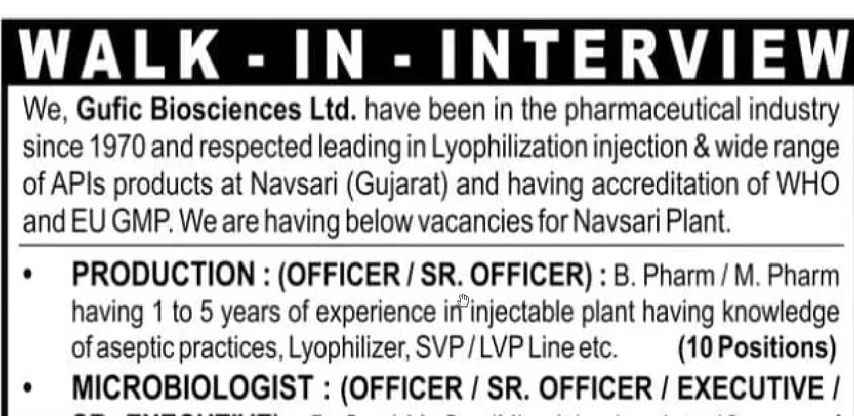 WALK - IN - INTERVIEW
We, Gufic Biosciences Ltd. have been in the pharmaceutical industry
since 1970 and respected leading in Lyophilization injection & wide range
of APIs products at Navsari (Gujarat) and having accreditation of WHO
and EU GMP. We are having below vacancies for Navsari Plant.
• PRODUCTION : (OFFICER / SR. OFFICER) : B. Pharm / M. Pharm
having 1 to 5 years of experience in injectable plant having knowledge
of aseptic practices, Lyophilizer, SVP / LVP Line etc. (10 Positions)
• MICROBIOLOGIST : (OFFICER / SR. OFFICER / EXECUTIVE /